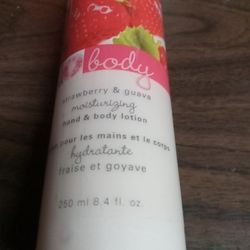 body
strawberry & guava
moisturizing
hand & body lotion
pour les mains et le corps
hydratante
fraise et goyave
250 ml 8.4 fl. oz.